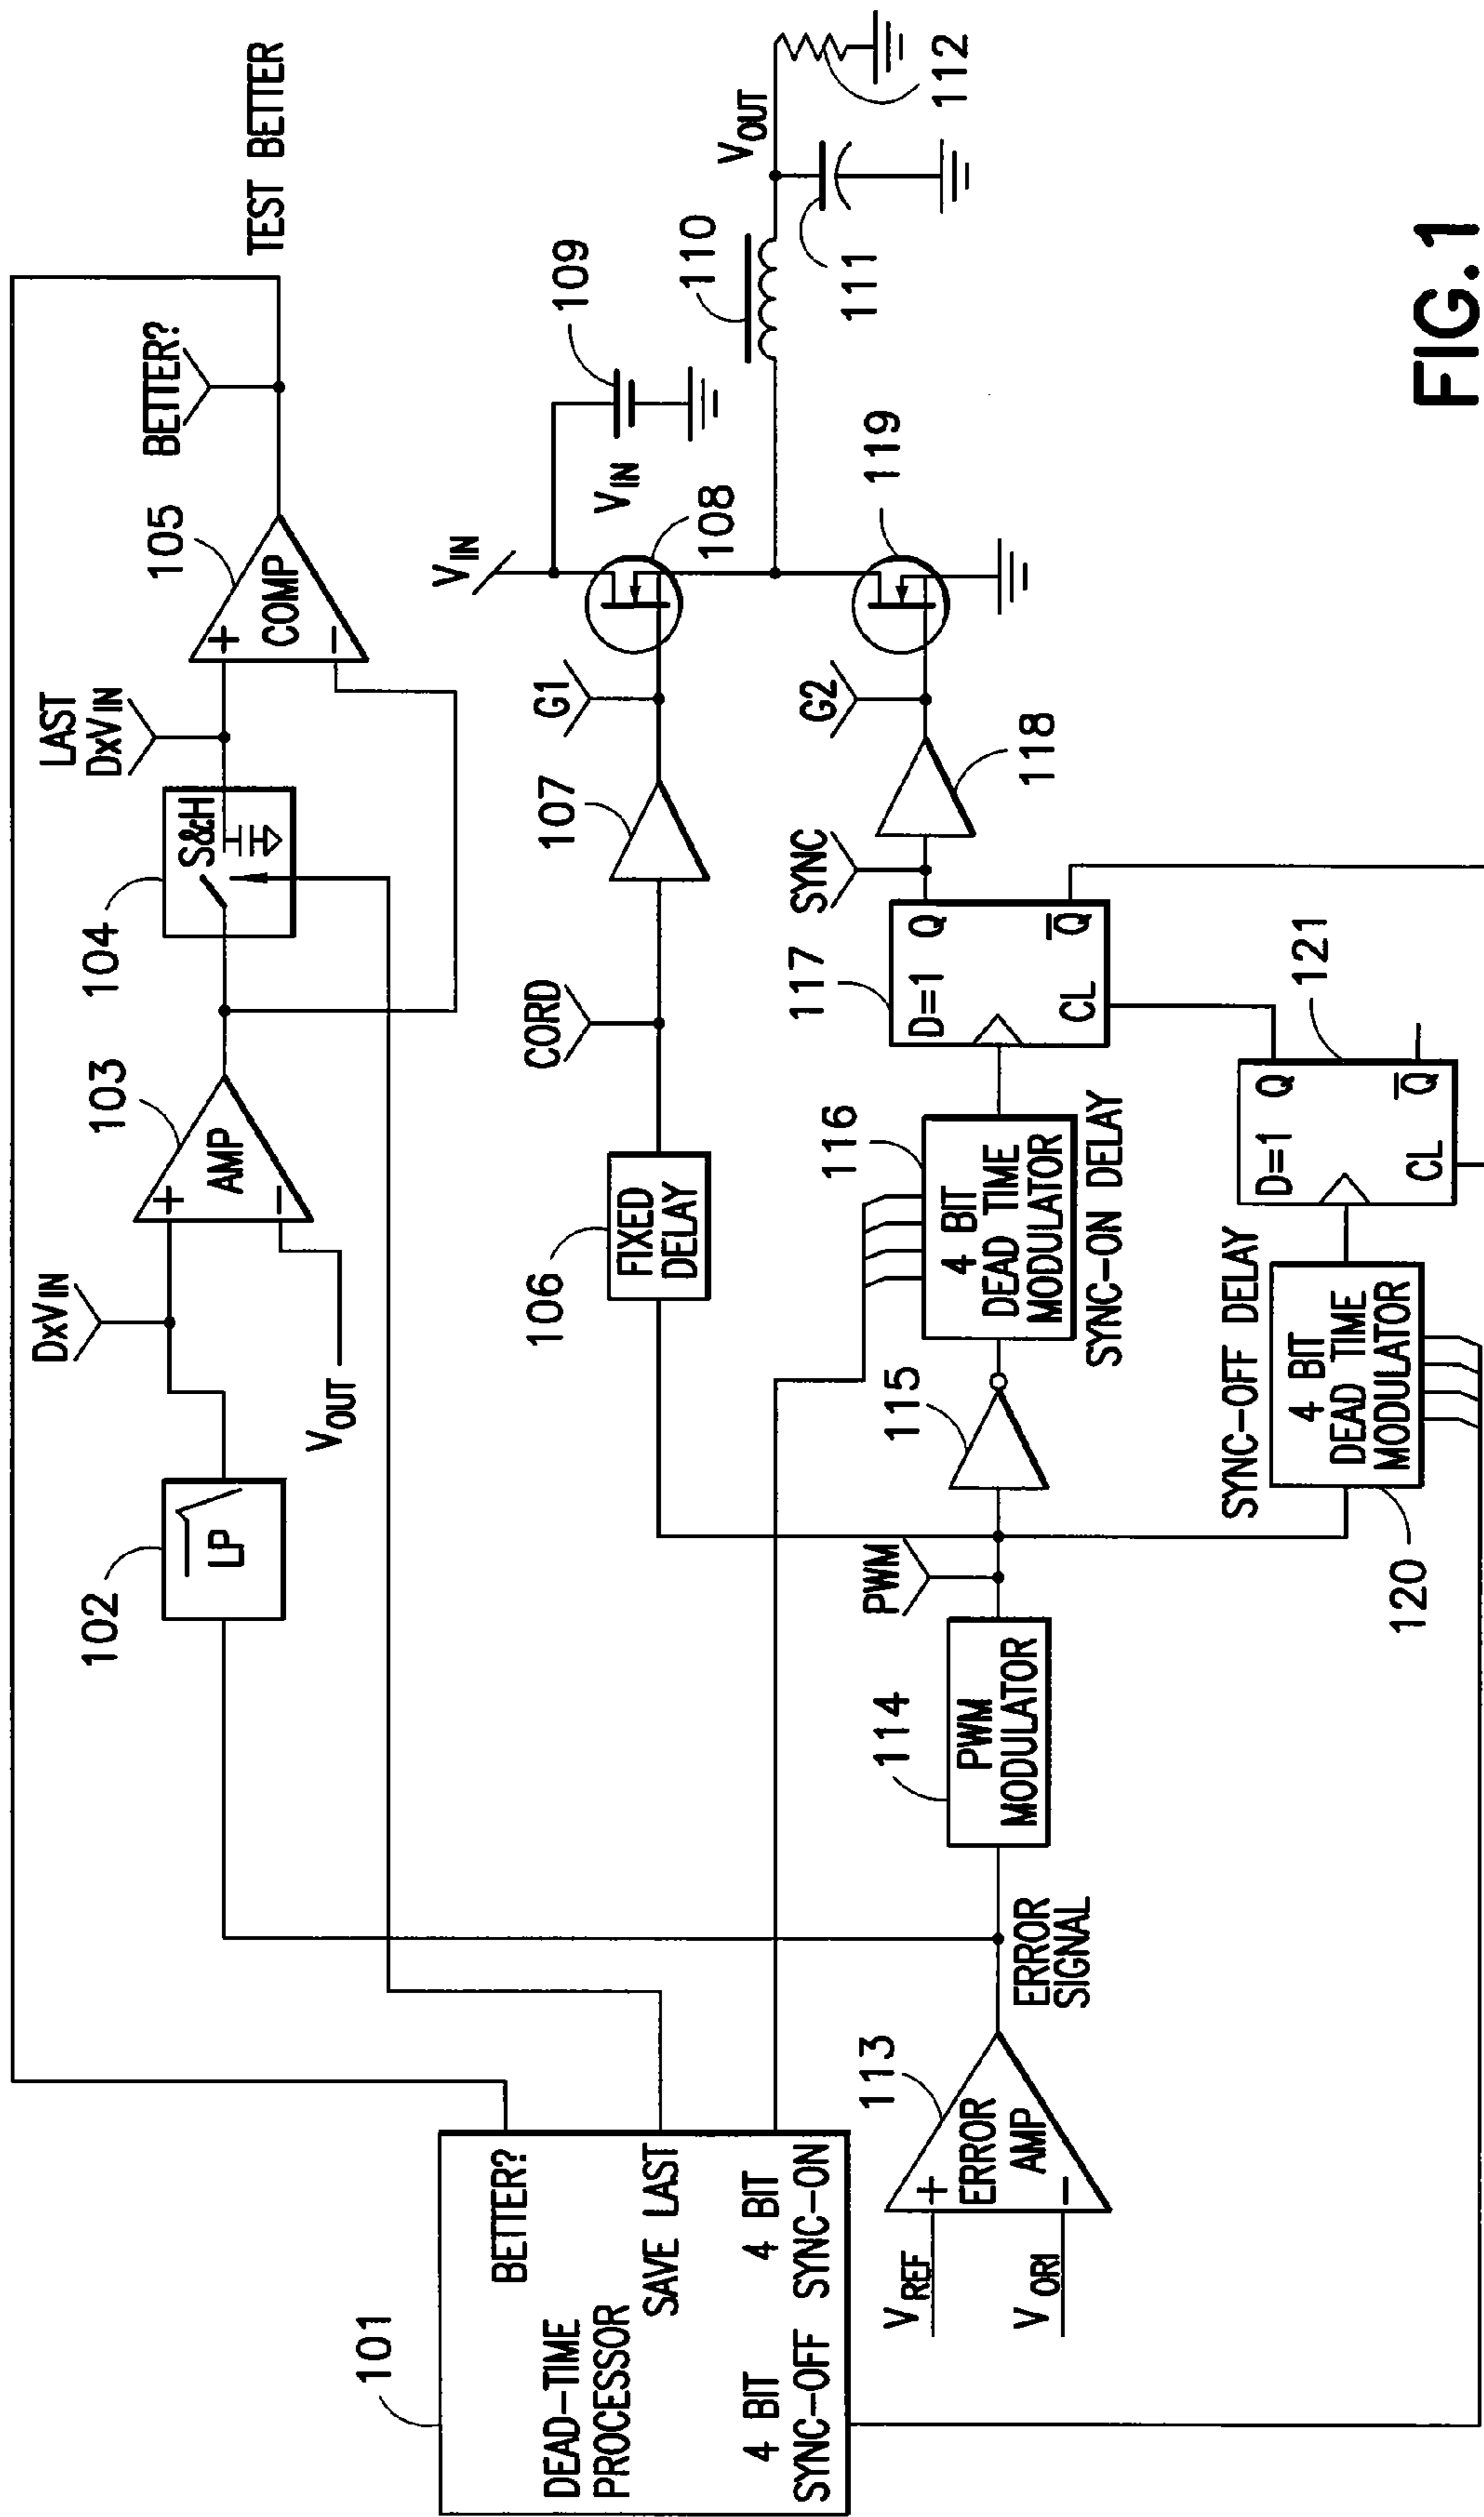 TEST BETTER
BETTER?
105
COMP
+
−
LAST
DxVIN
104
S&H
103
AMP
+
−
DxVIN
VOUT
102
LP
VIN
109
VIN
108
G1
107
CORD
106
FIXED
DELAY
110
VOUT
111
112
119
G2
118
SYNC
117
D=1 Q
CL Q
116
4 BIT
DEAD TIME
MODULATOR
SYNC-ON DELAY
115
121
D=1 Q
CL Q
SYNC-OFF DELAY
4 BIT
DEAD TIME
MODULATOR
120
PWM
114
PWM
MODULATOR
ERROR
SIGNAL
113
ERROR
AMP
+
−
VREF
VORI
101
DEAD-TIME
PROCESSOR
BETTER?
SAVE LAST
4 BIT
SYNC-OFF
4 BIT
SYNC-ON
FIG. 1